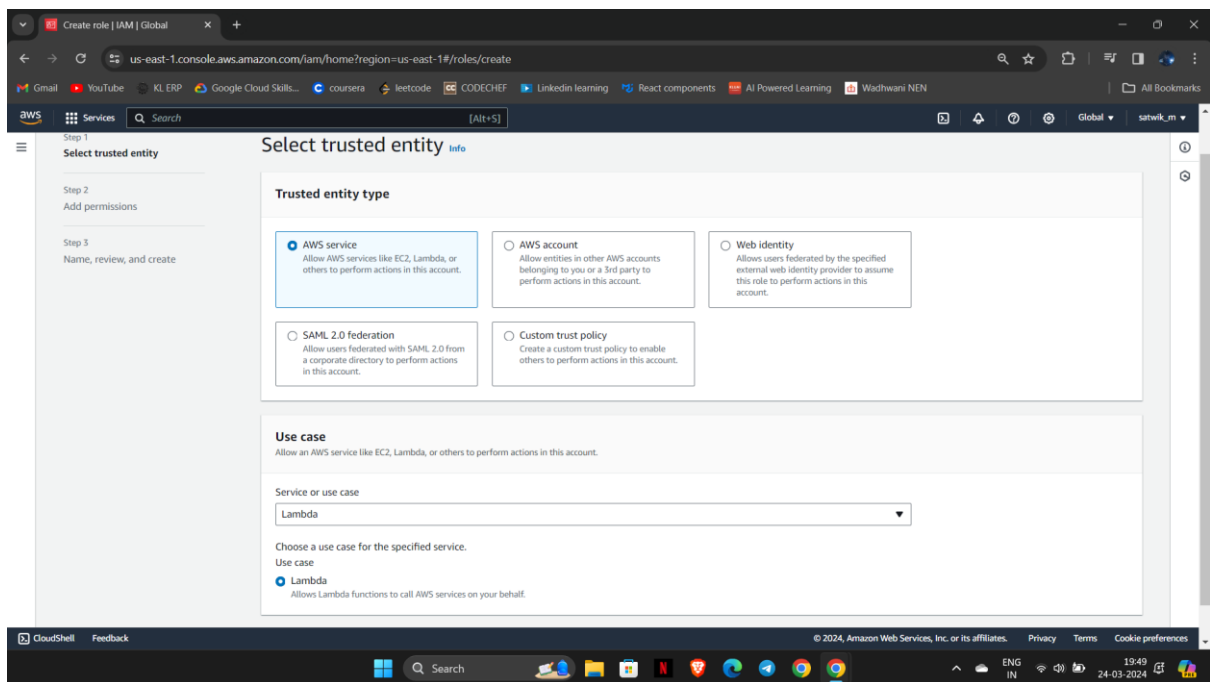 Create role | IAM | Global
us-east-1.console.aws.amazon.com/iam/home?region=us-east-1#/roles/create
Gmail YouTube KL ERP Google Cloud Skills... coursera leetcode CODECHEF Linkedin learning React components AI Powered Learning Wadhwani NEN All Bookmarks
aws Services Search [Alt+S] Global satwik_m
Step 1
Select trusted entity
Step 2
Add permissions
Step 3
Name, review, and create
Select trusted entity Info
Trusted entity type
AWS service
Allow AWS services like EC2, Lambda, or
others to perform actions in this account.
AWS account
Allow entities in other AWS accounts
belonging to you or a 3rd party to
perform actions in this account.
Web identity
Allows users federated by the specified
external web identity provider to assume
this role to perform actions in this
account.
SAML 2.0 federation
Allow users federated with SAML 2.0 from
a corporate directory to perform actions
in this account.
Custom trust policy
Create a custom trust policy to enable
others to perform actions in this account.
Use case
Allow an AWS service like EC2, Lambda, or others to perform actions in this account.
Service or use case
Lambda
Choose a use case for the specified service.
Use case
Lambda
Allows Lambda functions to call AWS services on your behalf.
CloudShell Feedback © 2024, Amazon Web Services, Inc. or its affiliates. Privacy Terms Cookie preferences
Search
ENG
IN
19:49
24-03-2024